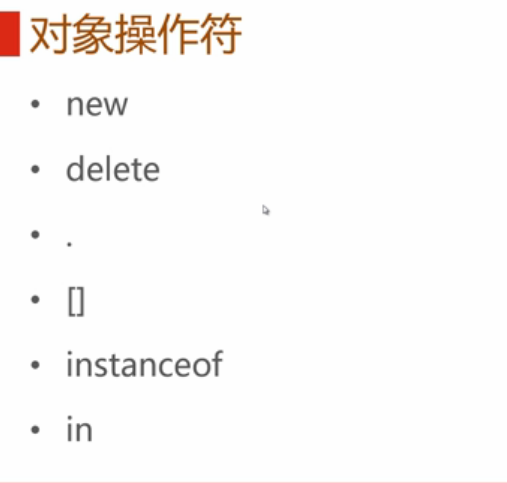 对象操作符
• new
• delete
• .
• []
• instanceof
• in